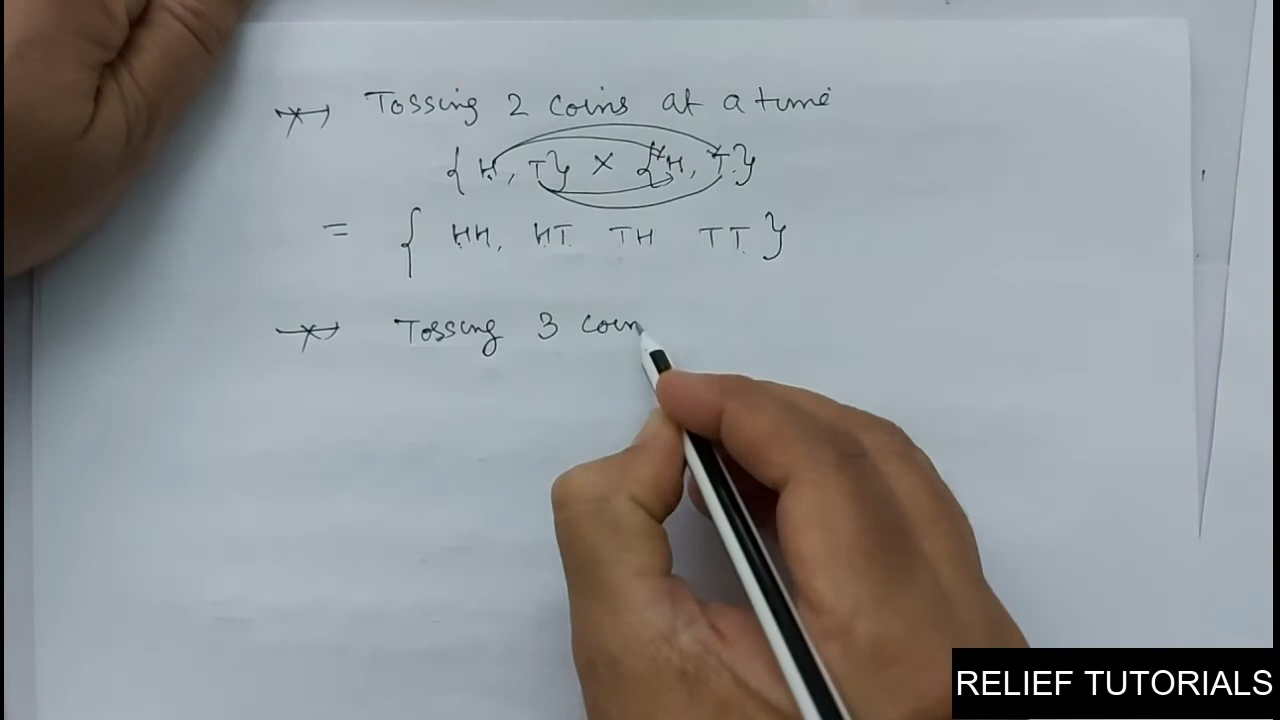 Tossing 2 coins at a time
{ H, T} × {H, T}
= { HH, HT TH TT }
Tossing 3 coin
RELIEF TUTORIALS